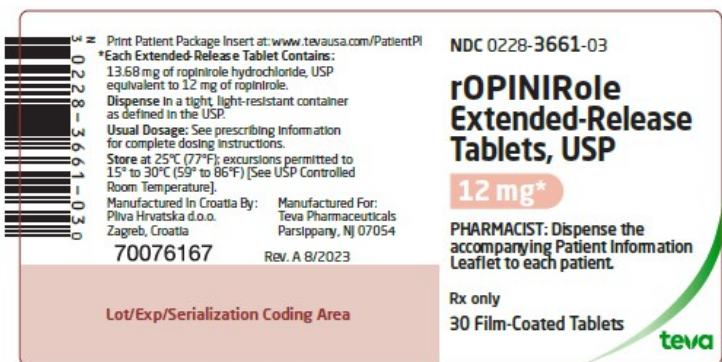 N
3
0228-3661-03
0
Print Patient Package Insert at: www.tevausa.com/PatientPI
*Each Extended-Release Tablet Contains:
13.68 mg of ropinirole hydrochloride, USP
equivalent to 12 mg of ropinirole.
Dispense in a tight, light-resistant container
as defined in the USP.
Usual Dosage: See prescribing information
for complete dosing instructions.
Store at 25°C (77°F); excursions permitted to
15° to 30°C (59° to 86°F) [See USP Controlled
Room Temperature].
Manufactured In Croatia By:
Pliva Hrvatska d.o.o.
Zagreb, Croatia
Manufactured For:
Teva Pharmaceuticals
Parsippany, NJ 07054
70076167
Rev. A 8/2023
Lot/Exp/Serialization Coding Area
NDC 0228-3661-03
rOPINIRole
Extended-Release
Tablets, USP
12 mg*
PHARMACIST: Dispense the
accompanying Patient Information
Leaflet to each patient.
Rx only
30 Film-Coated Tablets
teva